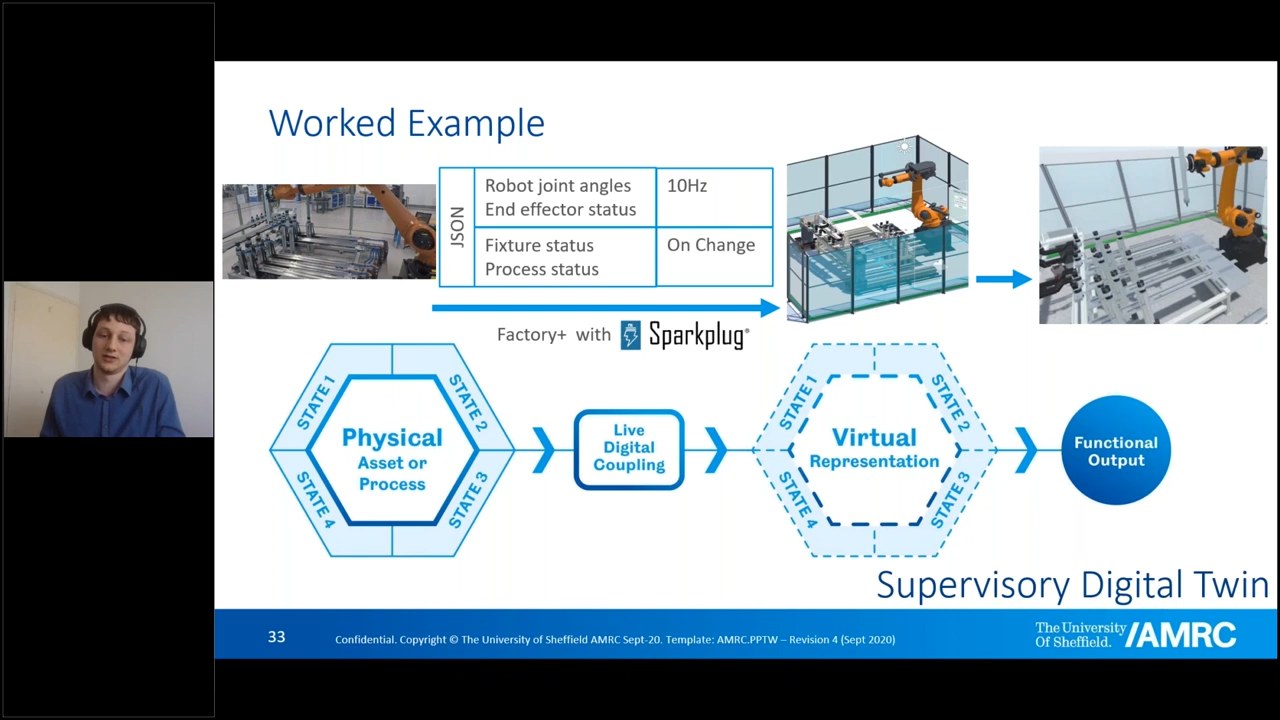 Worked Example
JSON
Robot joint angles
End effector status
10Hz
Fixture status
Process status
On Change
Factory+ with Sparkplug®
STATE 1
STATE 2
STATE 3
STATE 4
Physical
Asset or
Process
Live
Digital
Coupling
STATE 1
STATE 2
STATE 3
STATE 4
Virtual
Representation
Functional
Output
Supervisory Digital Twin
33
Confidential. Copyright © The University of Sheffield AMRC Sept-20. Template: AMRC.PPTW – Revision 4 (Sept 2020)
The University
Of Sheffield.
AMRC